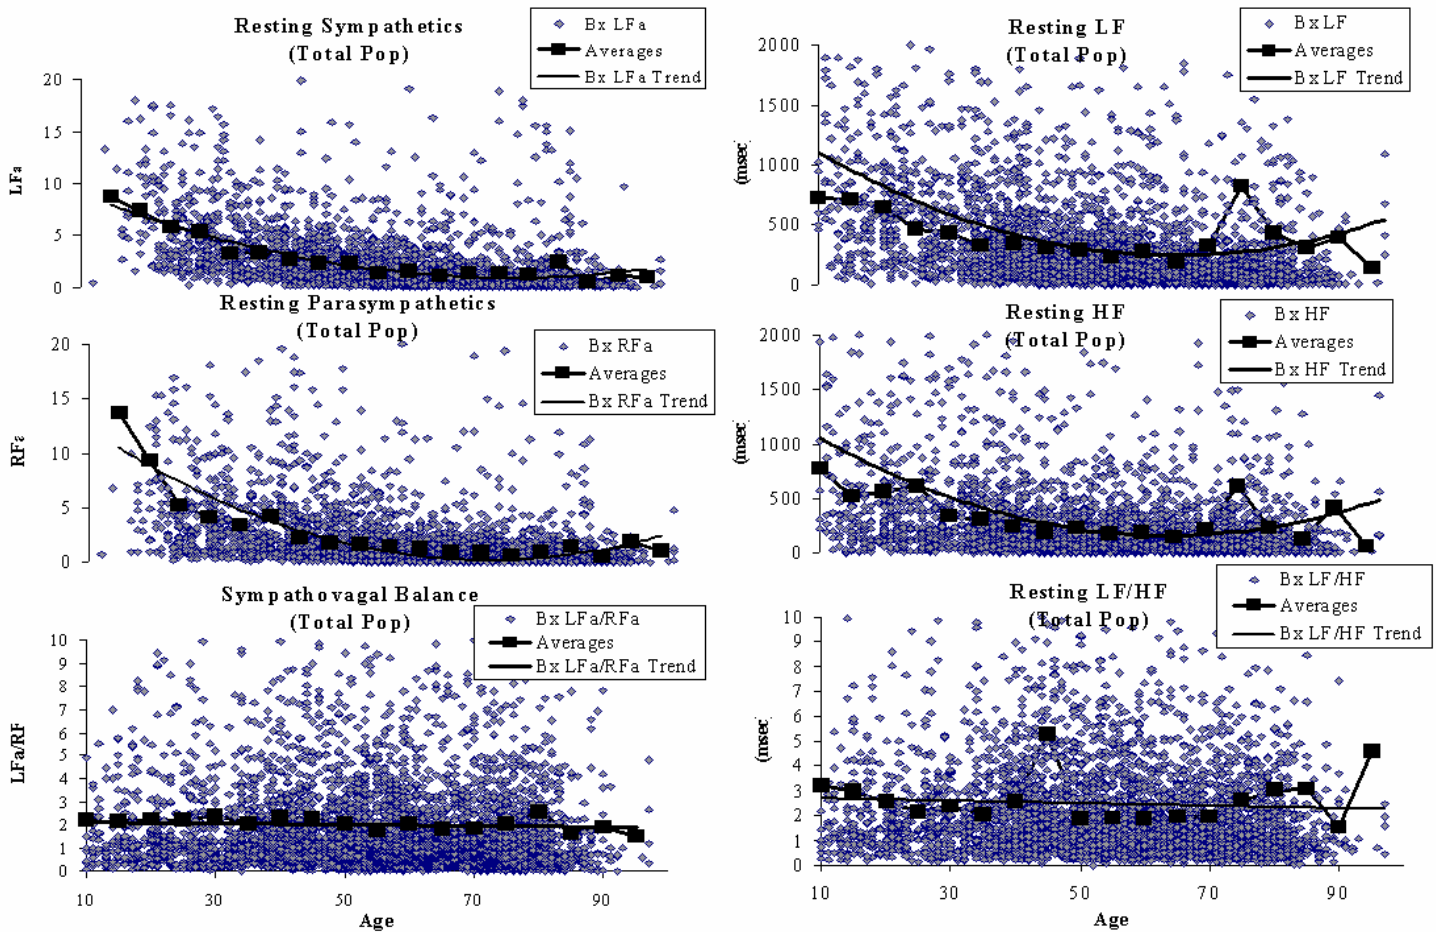 Resting Sympathetics
(Total Pop)
Bx LFa
Averages
Bx LFa Trend
LFa
20
15
10
5
0
Resting LF
(Total Pop)
Bx LF
Averages
Bx LF Trend
(msec
2000
1500
1000
500
0
Resting Parasympathetics
(Total Pop)
Bx RFa
Averages
Bx RFa Trend
RFa
20
15
10
5
0
Resting HF
(Total Pop)
Bx HF
Averages
Bx HF Trend
(msec
2000
1500
1000
500
0
Sympathovagal Balance
(Total Pop)
Bx LFa/RFa
Averages
Bx LFa/RFa Trend
LFa/RF
10
9
8
7
6
5
4
3
2
1
0
10 30 50 70 90
Age
Resting LF/HF
(Total Pop)
Bx LF/HF
Averages
Bx LF/HF Trend
(msec
10
9
8
7
6
5
4
3
2
1
0
10 30 50 70 90
Age